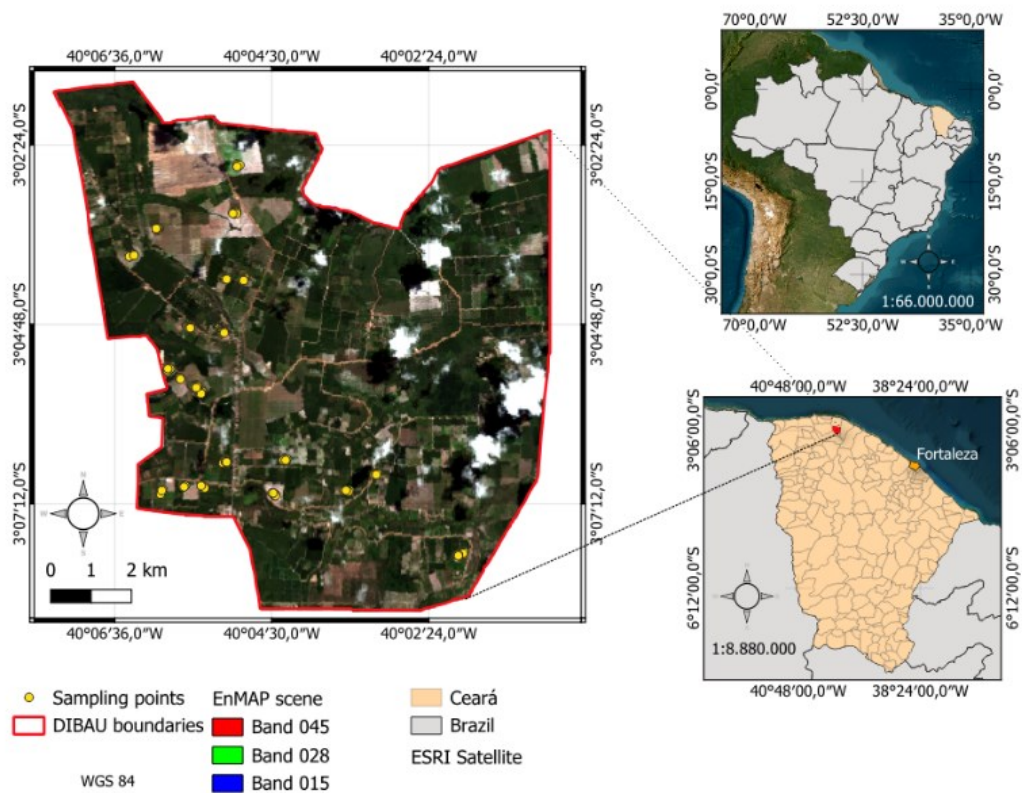 40°06'36,0"W 40°04'30,0"W 40°02'24,0"W
3°02'24,0"S
3°04'48,0"S
3°07'12,0"S
3°02'24,0"S
3°04'48,0"S
3°07'12,0"S
N
W E
S
0 1 2 km
40°06'36,0"W 40°04'30,0"W 40°02'24,0"W
70°0,0'W 52°30,0'W 35°0,0'W
0°0,0'
15°0,0'S
30°0,0'S
0°0,0'
15°0,0'S
30°0,0'S
1:66.000.000
70°0,0'W 52°30,0'W 35°0,0'W
40°48'00,0"W 38°24'00,0"W
3°06'00,0"S
6°12'00,0"S
3°06'00,0"S
6°12'00,0"S
Fortaleza
1:8.880.000
40°48'00,0"W 38°24'00,0"W
Sampling points
DIBAU boundaries
WGS 84
EnMAP scene
Band 045
Band 028
Band 015
Ceará
Brazil
ESRI Satellite